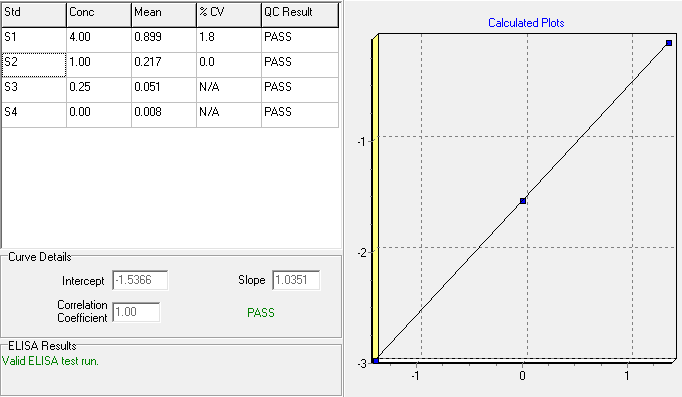 Std Conc Mean % CV QC Result
S1 4.00 0.899 1.8 PASS
S2 1.00 0.217 0.0 PASS
S3 0.25 0.051 N/A PASS
S4 0.00 0.008 N/A PASS
Curve Details
Intercept -1.5366 Slope 1.0351
Correlation
Coefficient 1.00 PASS
ELISA Results
Valid ELISA test run.
Calculated Plots
-1
-2
-3
-1 0 1